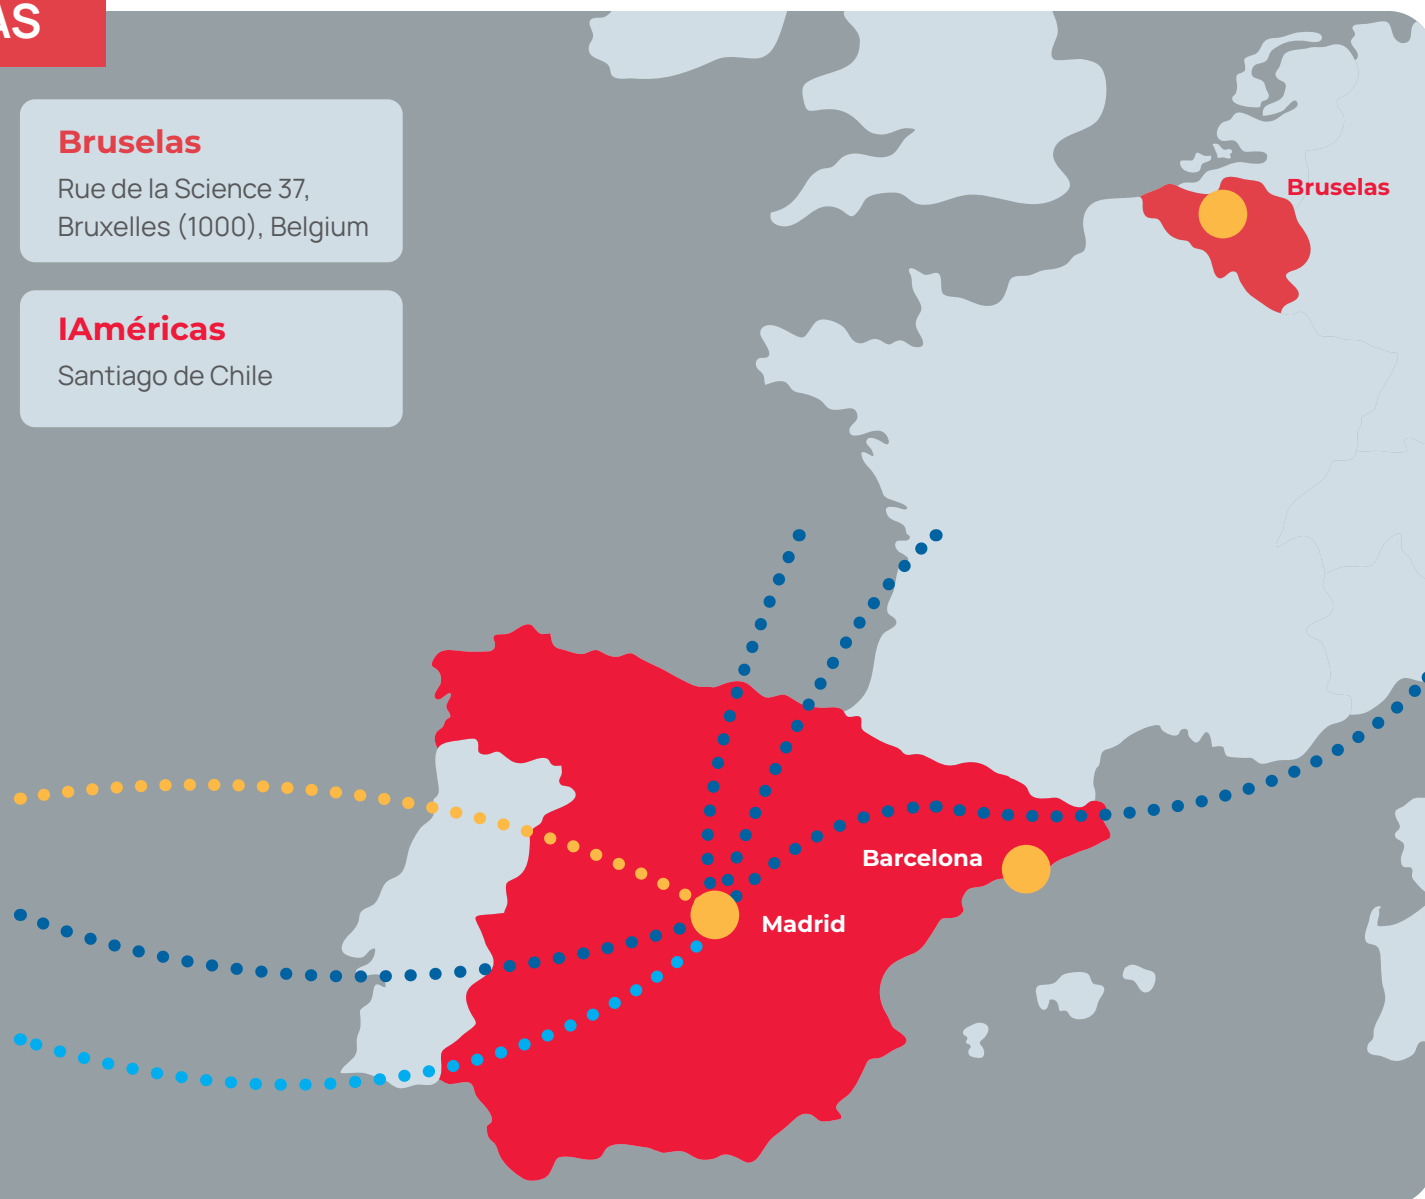 AS
Bruselas
Rue de la Science 37,
Bruxelles (1000), Belgium
IAméricas
Santiago de Chile
Bruselas
Barcelona
Madrid